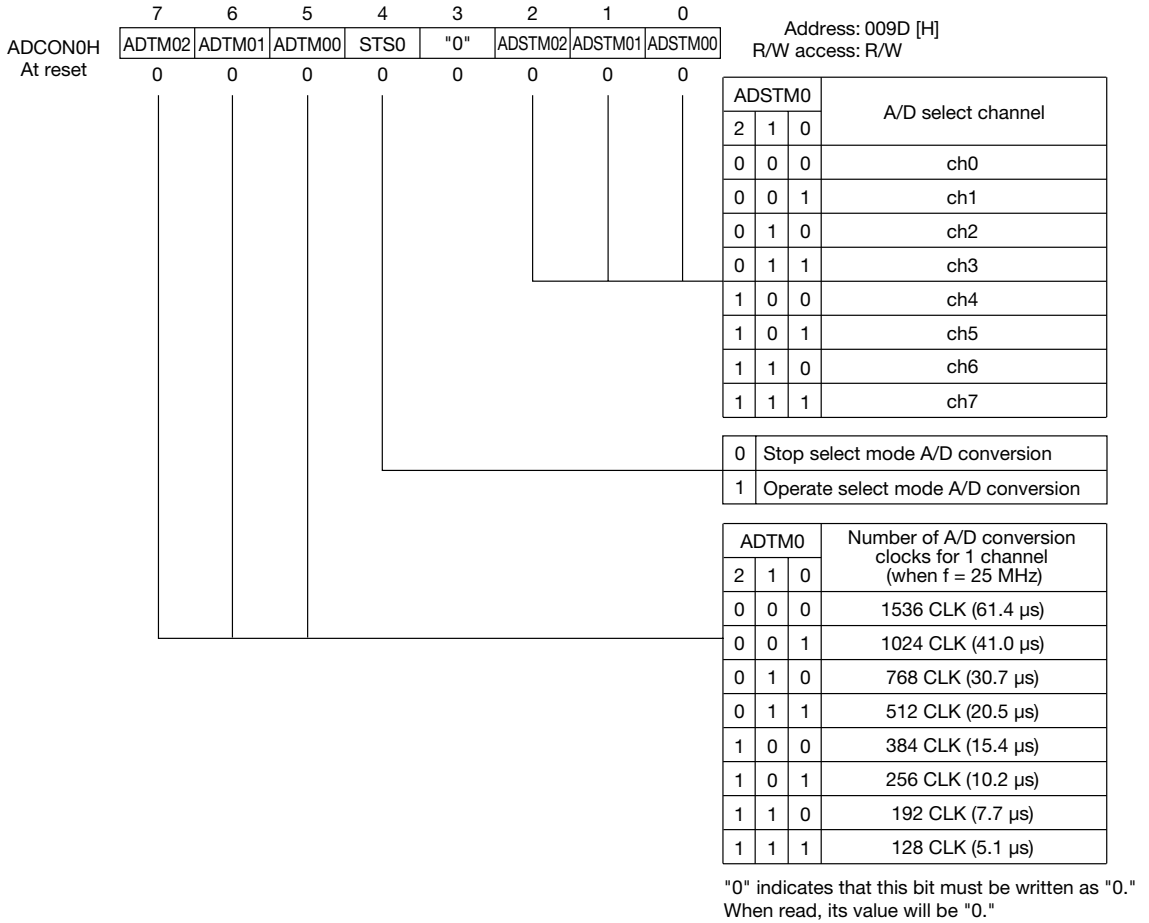 7 6 5 4 3 2 1 0
ADCON0H ADTM02 ADTM01 ADTM00 STS0 "0" ADSTM02 ADSTM01 ADSTM00
At reset 0 0 0 0 0 0 0 0
Address: 009D [H]
R/W access: R/W
ADSTM0 A/D select channel
2 1 0
0 0 0 ch0
0 0 1 ch1
0 1 0 ch2
0 1 1 ch3
1 0 0 ch4
1 0 1 ch5
1 1 0 ch6
1 1 1 ch7
0 Stop select mode A/D conversion
1 Operate select mode A/D conversion
ADTM0
2 1 0
Number of A/D conversion
clocks for 1 channel
(when f = 25 MHz)
0 0 0 1536 CLK (61.4 µs)
0 0 1 1024 CLK (41.0 µs)
0 1 0 768 CLK (30.7 µs)
0 1 1 512 CLK (20.5 µs)
1 0 0 384 CLK (15.4 µs)
1 0 1 256 CLK (10.2 µs)
1 1 0 192 CLK (7.7 µs)
1 1 1 128 CLK (5.1 µs)
"0" indicates that this bit must be written as "0."
When read, its value will be "0."